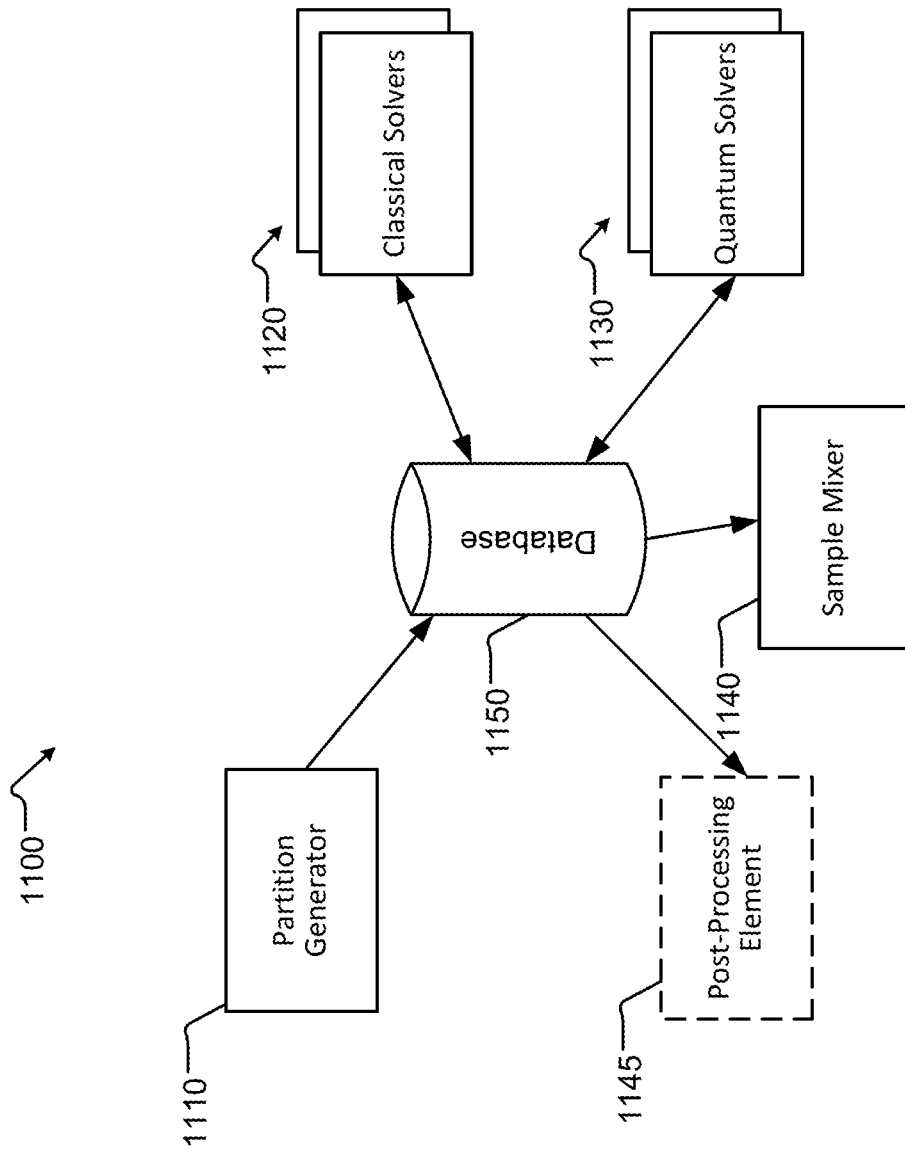 1100
1110
Partition
Generator
1120
Classical Solvers
1130
Quantum Solvers
1150
Database
1140
Sample Mixer
1145
Post-Processing
Element